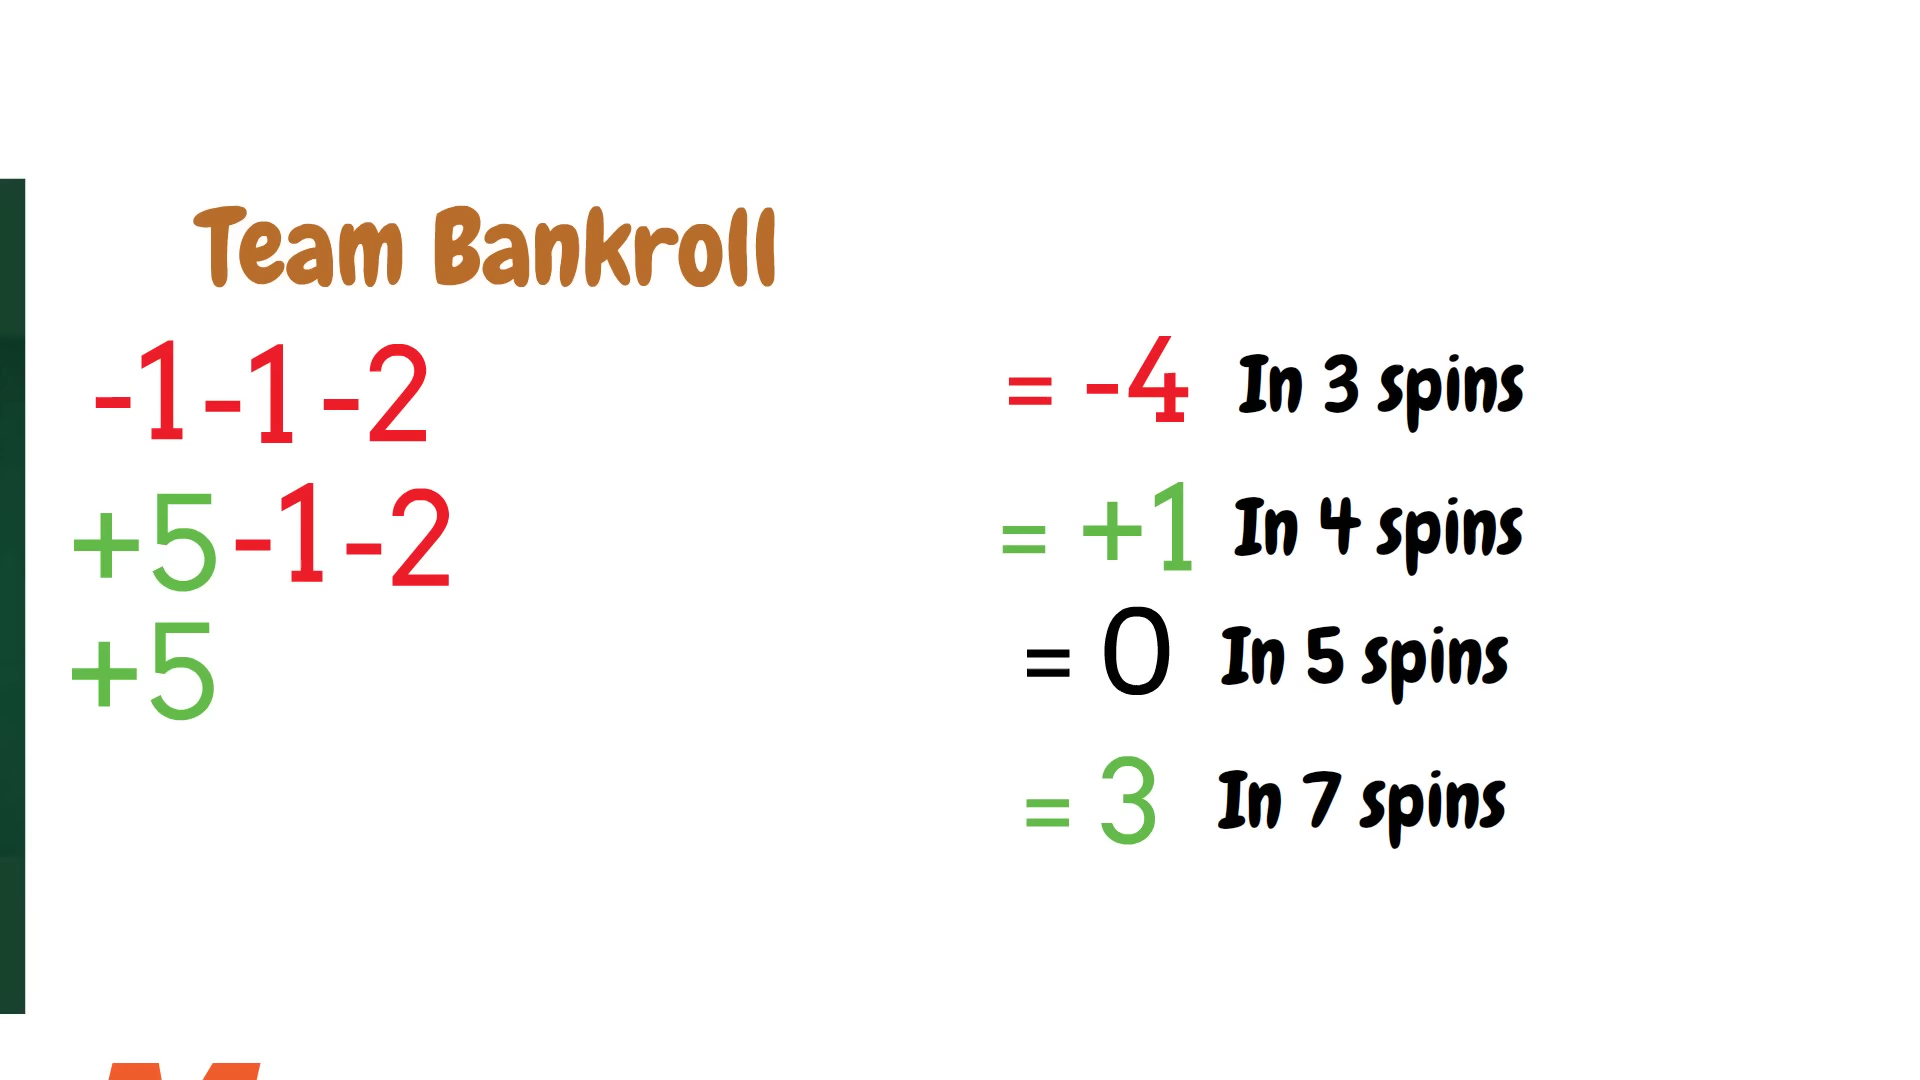 Team Bankroll
-1 -1 -2 = -4 In 3 spins
+5 -1 -2 = +1 In 4 spins
+5 = 0 In 5 spins
= 3 In 7 spins